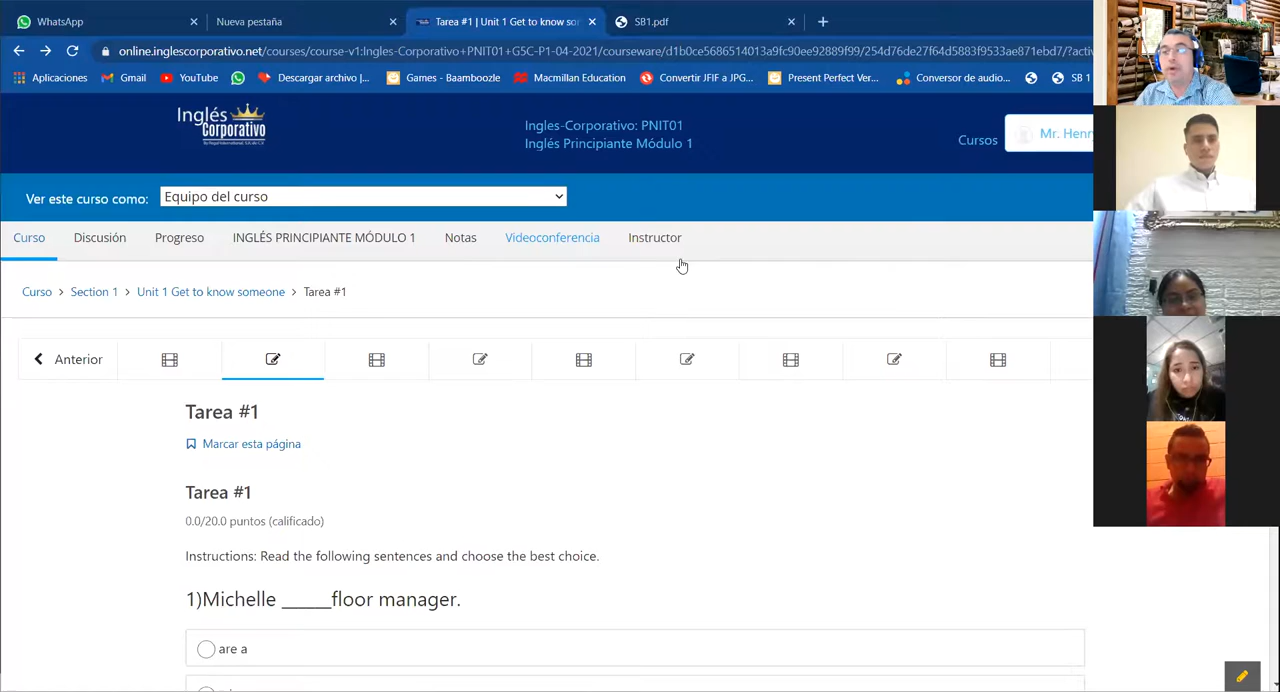 WhatsApp
Nueva pestaña
Tarea #1 | Unit 1 Get to know so
SB1.pdf
online.inglescorporativo.net/courses/course-v1:Ingles-Corporativo+PNIT01+G5C-P1-04-2021/courseware/d1b0ce5686514013a9fc90ee92889f99/254d76de27f64d5883f9533ae871ebd7/?activ
Aplicaciones
Gmail
YouTube
Descargar archivo |...
Games - Baamboozle
Macmillan Education
Convertir JFIF a JPG...
Present Perfect Ver...
Conversor de audio...
SB 1
Inglés
Corporativo
Ingles-Corporativo: PNIT01
Inglés Principiante Módulo 1
Cursos
Mr. Henr
Ver este curso como:
Equipo del curso
Curso
Discusión
Progreso
INGLÉS PRINCIPIANTE MÓDULO 1
Notas
Videoconferencia
Instructor
Curso > Section 1 > Unit 1 Get to know someone > Tarea #1
Anterior
Tarea #1
Marcar esta página
Tarea #1
0.0/20.0 puntos (calificado)
Instructions: Read the following sentences and choose the best choice.
1)Michelle _____floor manager.
are a